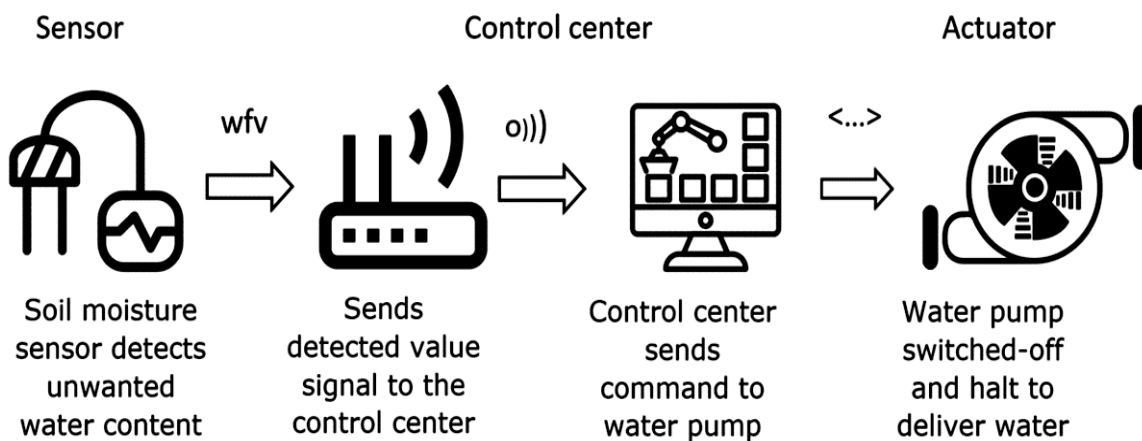 Sensor
Control center
Actuator
wfv
o)))
<...>
Soil moisture
sensor detects
unwanted
water content
Sends
detected value
signal to the
control center
Control center
sends
command to
water pump
Water pump
switched-off
and halt to
deliver water